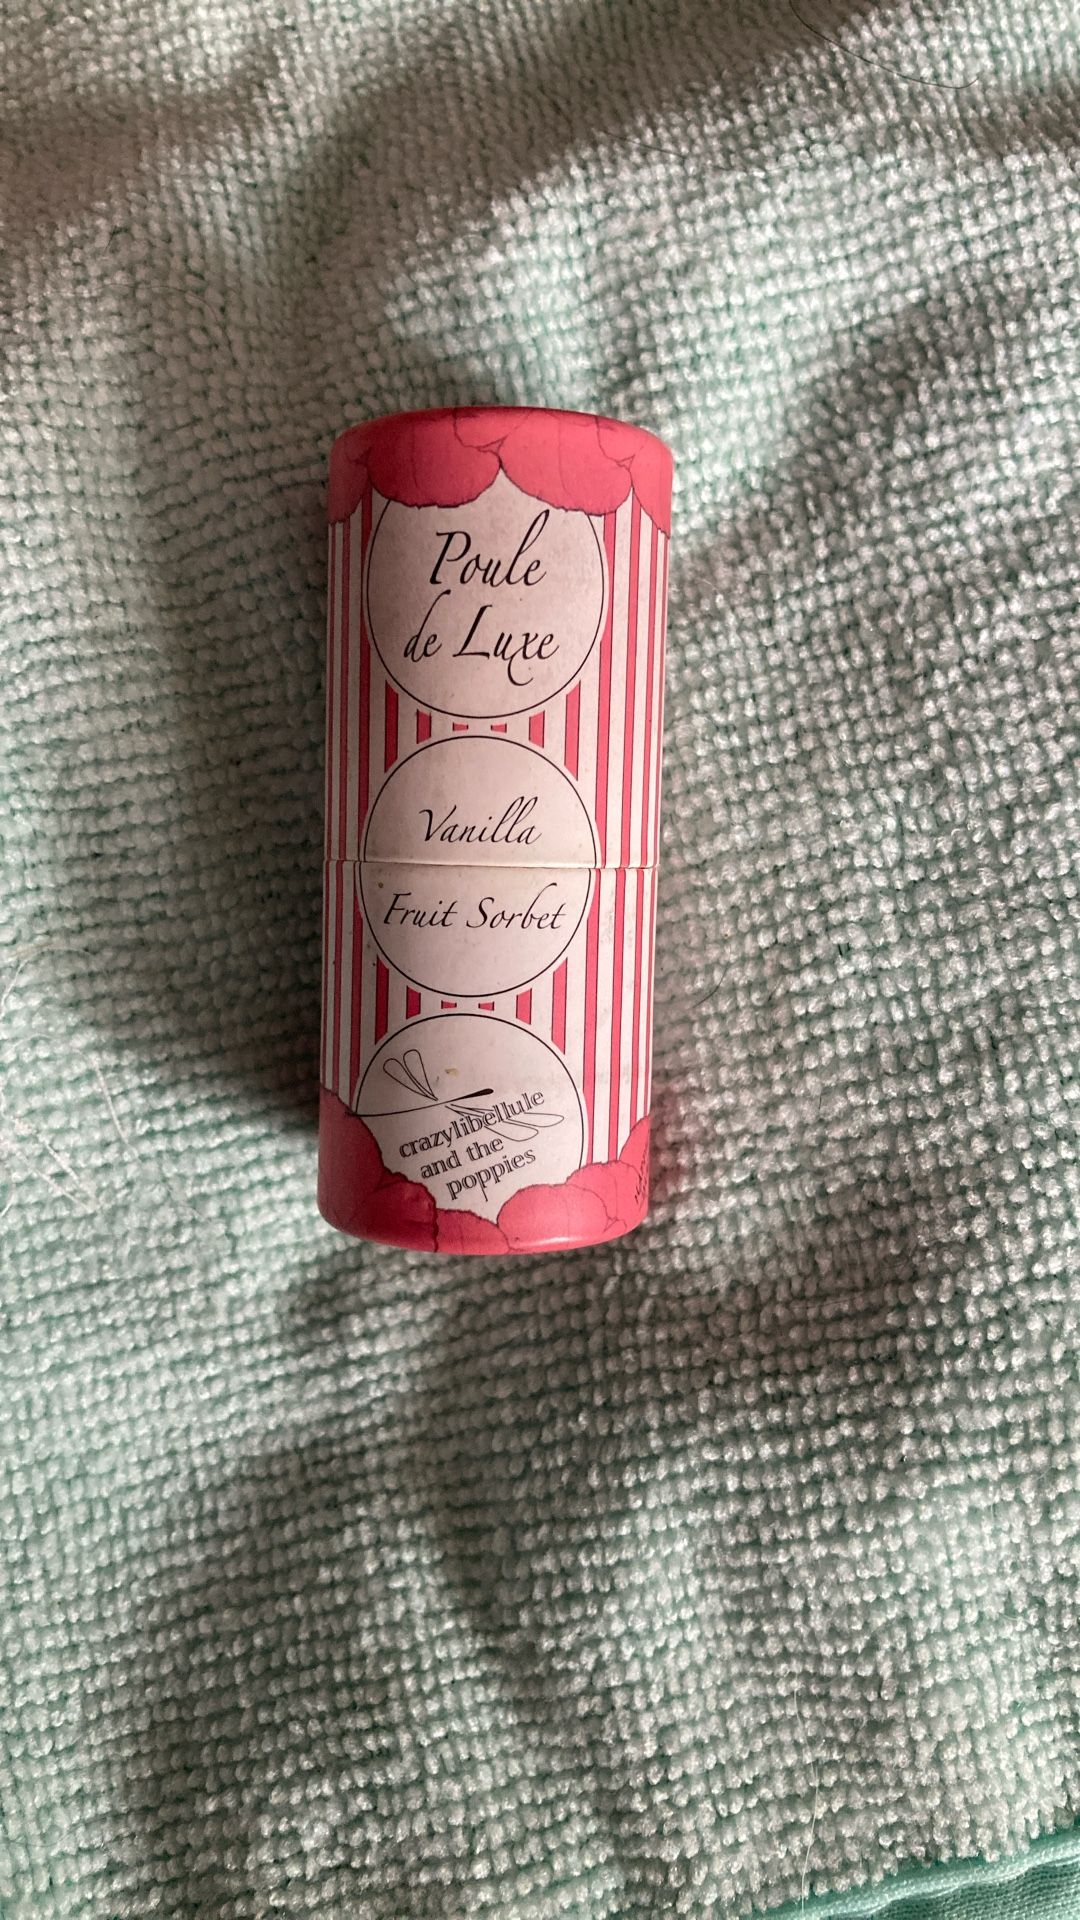 Poule
de Luxe
Vanilla
Fruit Sorbet
crazylibellule
and the
poppies